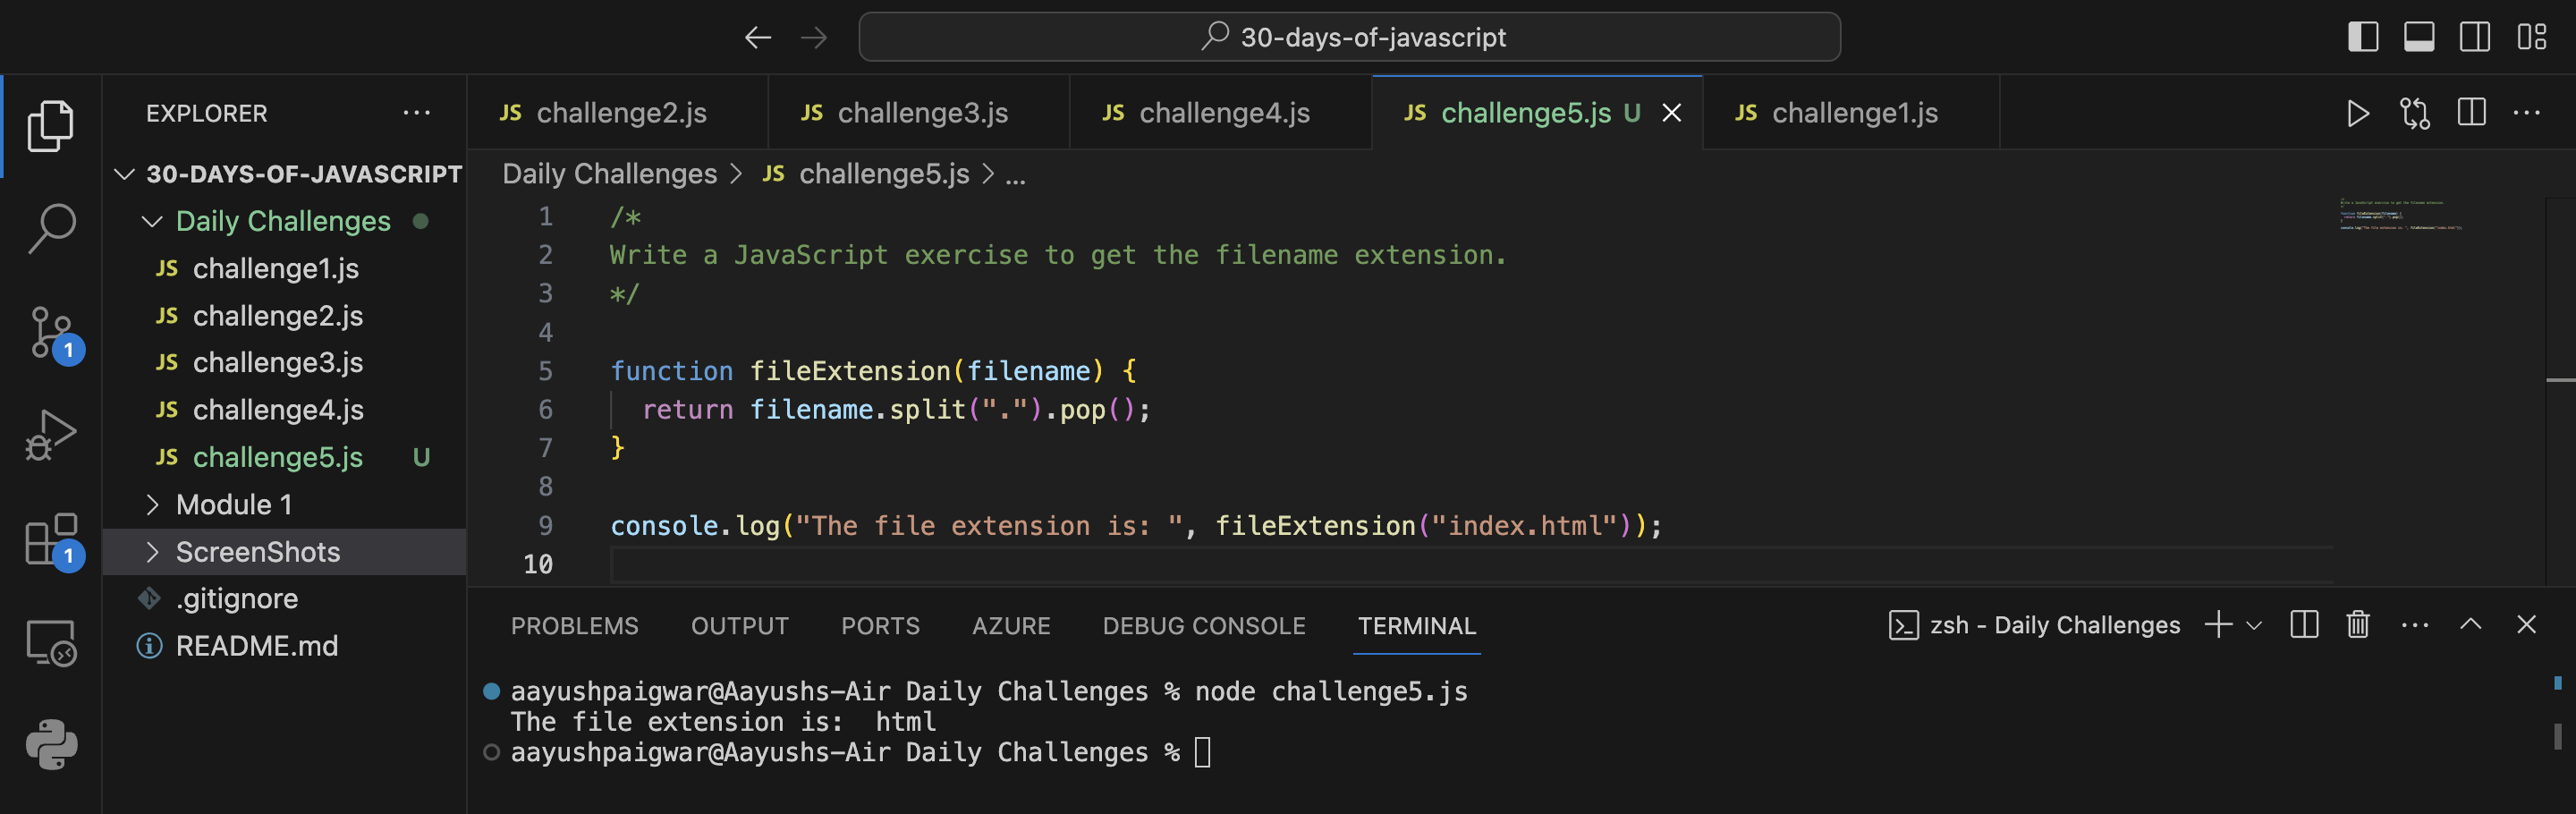 30-days-of-javascript
EXPLORER
JS challenge2.js
JS challenge3.js
JS challenge4.js
JS challenge5.js U
JS challenge1.js
30-DAYS-OF-JAVASCRIPT
Daily Challenges
JS challenge1.js
JS challenge2.js
JS challenge3.js
JS challenge4.js
JS challenge5.js U
Module 1
ScreenShots
.gitignore
README.md
1
1
Daily Challenges > JS challenge5.js > ...
1 /*
2 Write a JavaScript exercise to get the filename extension.
3 */
4
5 function fileExtension(filename) {
6 return filename.split(".").pop();
7 }
8
9 console.log("The file extension is: ", fileExtension("index.html"));
10
PROBLEMS OUTPUT PORTS AZURE DEBUG CONSOLE TERMINAL
zsh - Daily Challenges
aayushpaigwar@Aayushs-Air Daily Challenges % node challenge5.js
The file extension is:  html
aayushpaigwar@Aayushs-Air Daily Challenges %